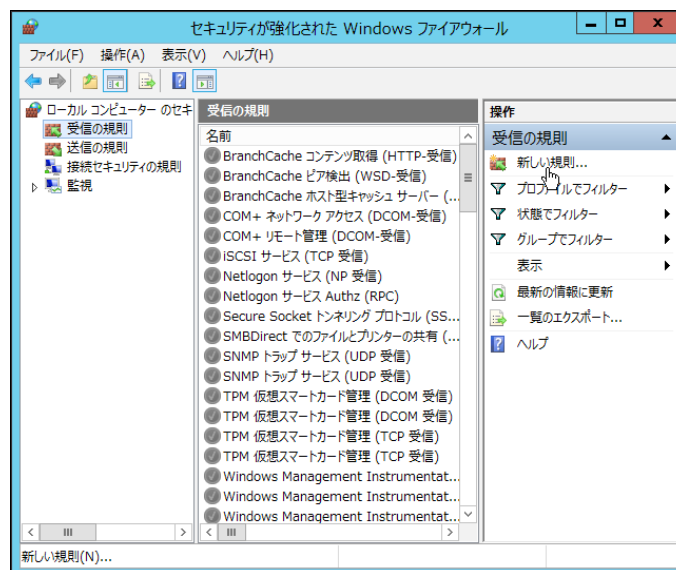 セキュリティが強化された Windows ファイアウォール
ファイル(F) 操作(A) 表示(V) ヘルプ(H)
ローカル コンピューター のセキ
受信の規則
送信の規則
接続セキュリティの規則
監視
受信の規則
名前
BranchCache コンテンツ取得 (HTTP-受信)
BranchCache ピア検出 (WSD-受信)
BranchCache ホスト型キャッシュ サーバー (...
COM+ ネットワーク アクセス (DCOM-受信)
COM+ リモート管理 (DCOM-受信)
iSCSI サービス (TCP 受信)
Netlogon サービス (NP 受信)
Netlogon サービス Authz (RPC)
Secure Socket トンネリング プロトコル (SS...
SMBDirect でのファイルとプリンターの共有 (...
SNMP トラップ サービス (UDP 受信)
SNMP トラップ サービス (UDP 受信)
TPM 仮想スマートカード管理 (DCOM 受信)
TPM 仮想スマートカード管理 (DCOM 受信)
TPM 仮想スマートカード管理 (TCP 受信)
TPM 仮想スマートカード管理 (TCP 受信)
Windows Management Instrumentat...
Windows Management Instrumentat...
Windows Management Instrumentat...
操作
受信の規則
新しい規則...
プロファイルでフィルター
状態でフィルター
グループでフィルター
表示
最新の情報に更新
一覧のエクスポート...
ヘルプ
新しい規則(N)...